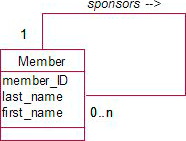 sponsors -->
1
Member
member_ID
last_name
first_name
0..n